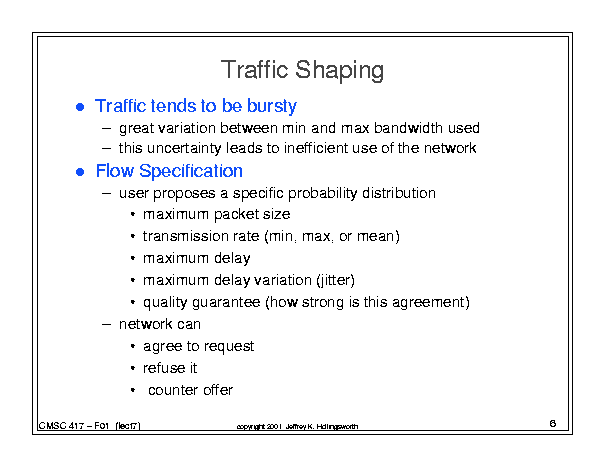 Traffic Shaping
● Traffic tends to be bursty
– great variation between min and max bandwidth used
– this uncertainty leads to inefficient use of the network
● Flow Specification
– user proposes a specific probability distribution
• maximum packet size
• transmission rate (min, max, or mean)
• maximum delay
• maximum delay variation (jitter)
• quality guarantee (how strong is this agreement)
– network can
• agree to request
• refuse it
• counter offer
CMSC 417 – F01 (lect7)
copyright 2001 Jeffrey K. Hollingsworth
6